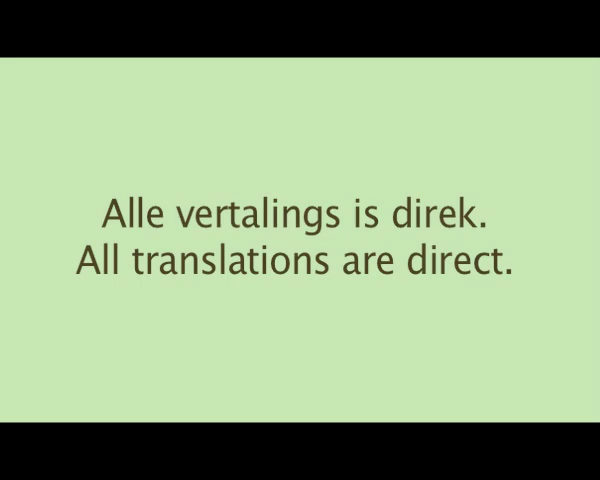 Alle vertalings is direk.
All translations are direct.